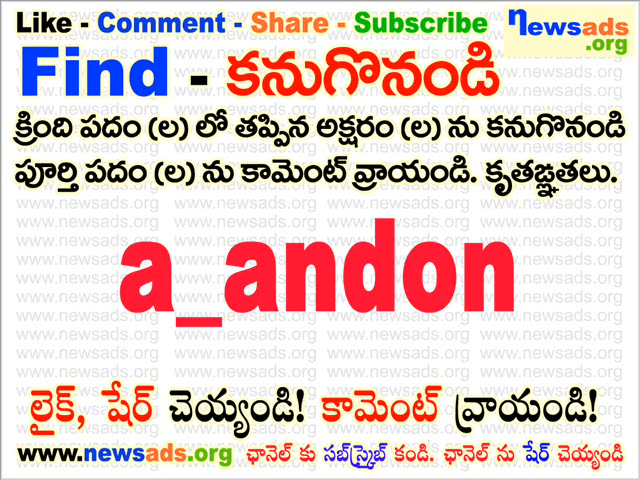 Like - Comment - Share - Subscribe
newsads
.org
Find - కనుగొనండి
క్రింది పదం (ల) లో తప్పిన అక్షరం (ల) ను కనుగొనండి
పూర్తి పదం (ల) ను కామెంట్ వ్రాయండి. కృతజ్ఞతలు.
a_andon
లైక్, షేర్ చెయ్యండి! కామెంట్ వ్రాయండి!
www.newsads.org ఛానెల్ కు సబ్‌స్క్రైబ్ కండి. ఛానెల్ ను షేర్ చెయ్యండి